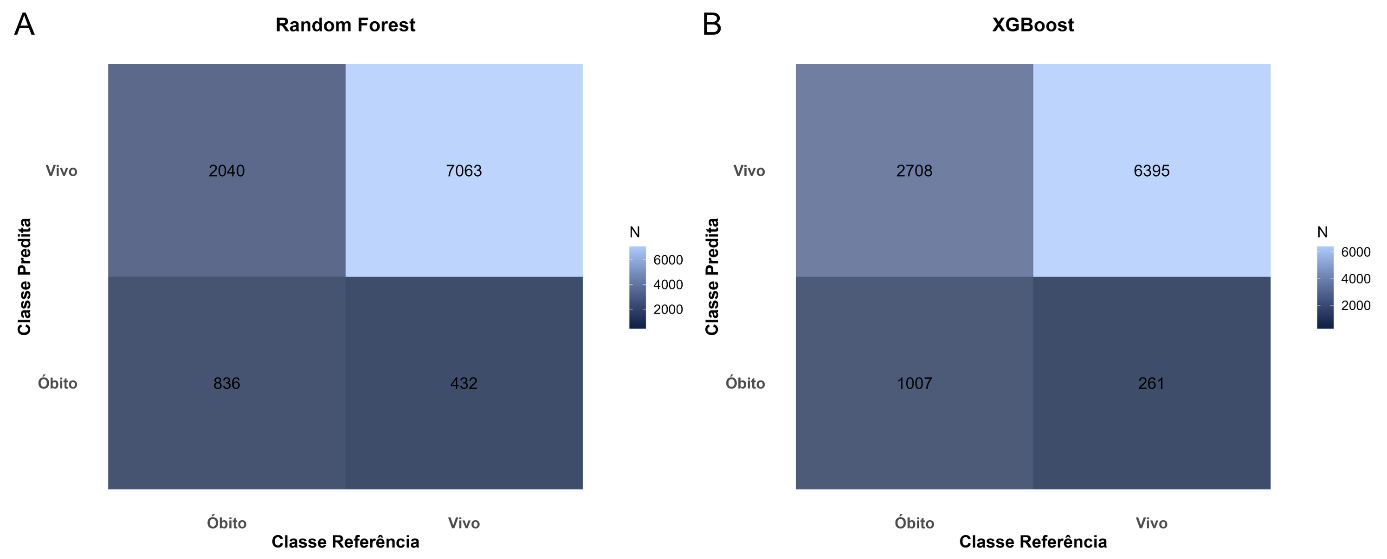 A
Random Forest
Vivo
2040
7063
Óbito
836
432
Óbito
Vivo
Classe Referência
Classe Predita
N
6000
4000
2000
B
XGBoost
Vivo
2708
6395
Óbito
1007
261
Óbito
Vivo
Classe Referência
Classe Predita
N
6000
4000
2000